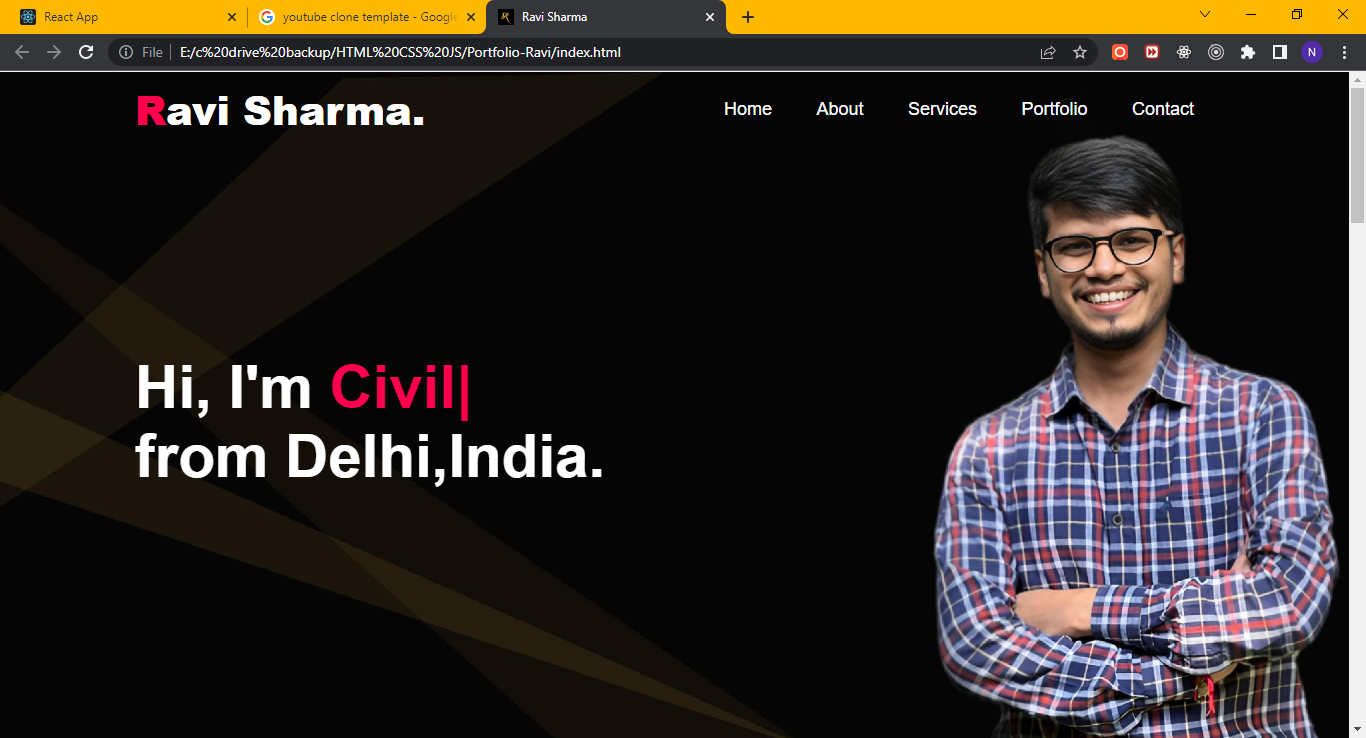 React App
youtube clone template - Google
Ravi Sharma
File
E:/c%20drive%20backup/HTML%20CSS%20JS/Portfolio-Ravi/index.html
N
Ravi Sharma.
Home
About
Services
Portfolio
Contact
Hi, I'm Civil|
from Delhi,India.